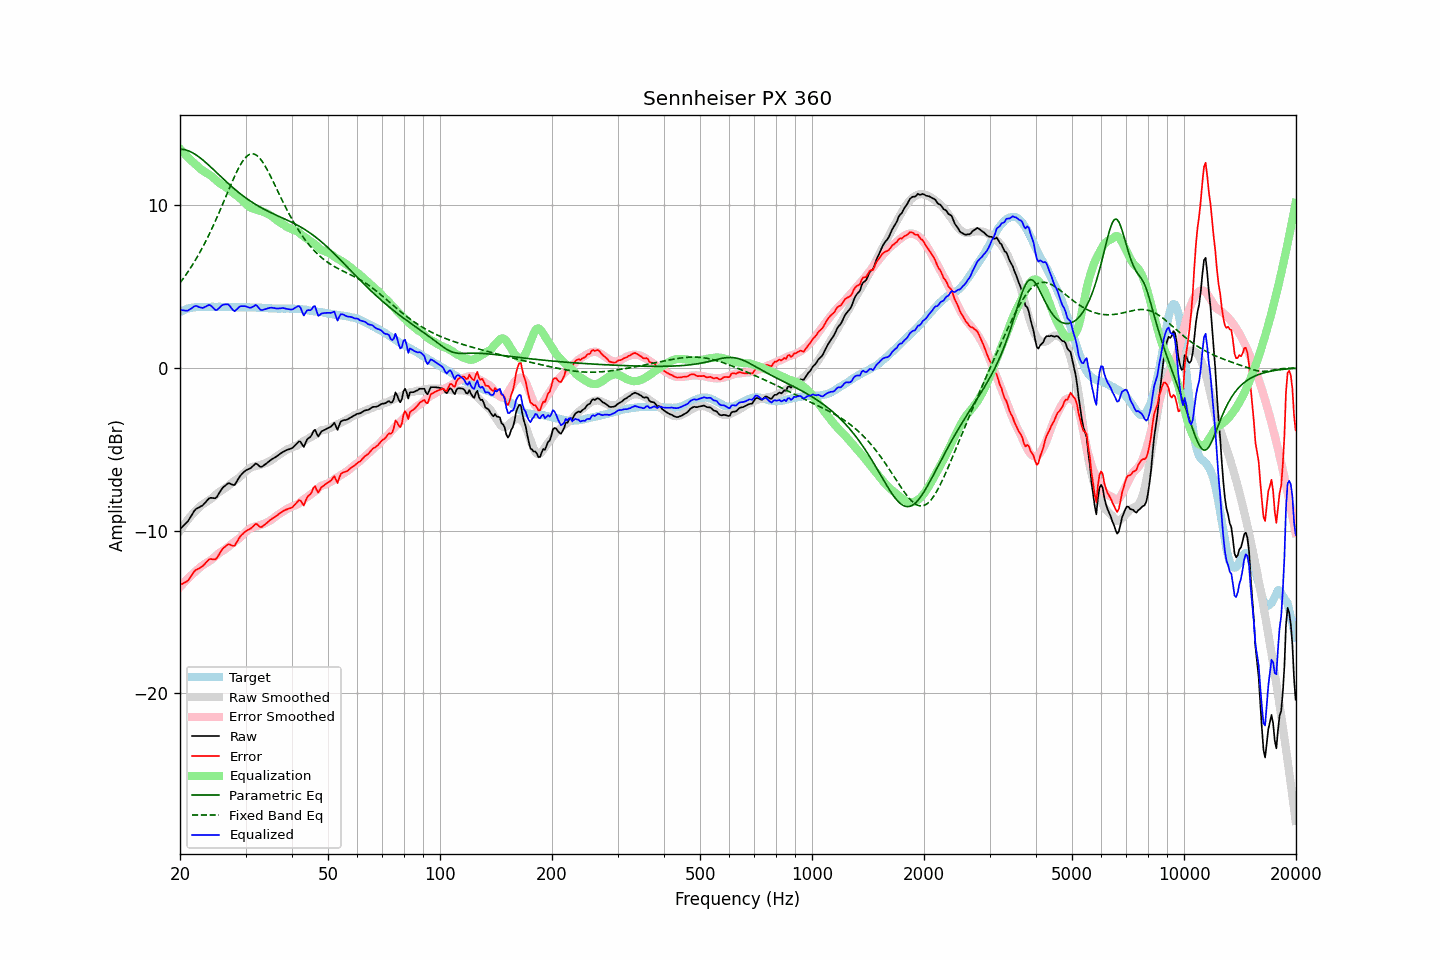 Sennheiser PX 360
Amplitude (dBr)
10
0
−10
−20
Target
Raw Smoothed
Error Smoothed
Raw
Error
Equalization
Parametric Eq
Fixed Band Eq
Equalized
20 50 100 200 500 1000 2000 5000 10000 20000
Frequency (Hz)